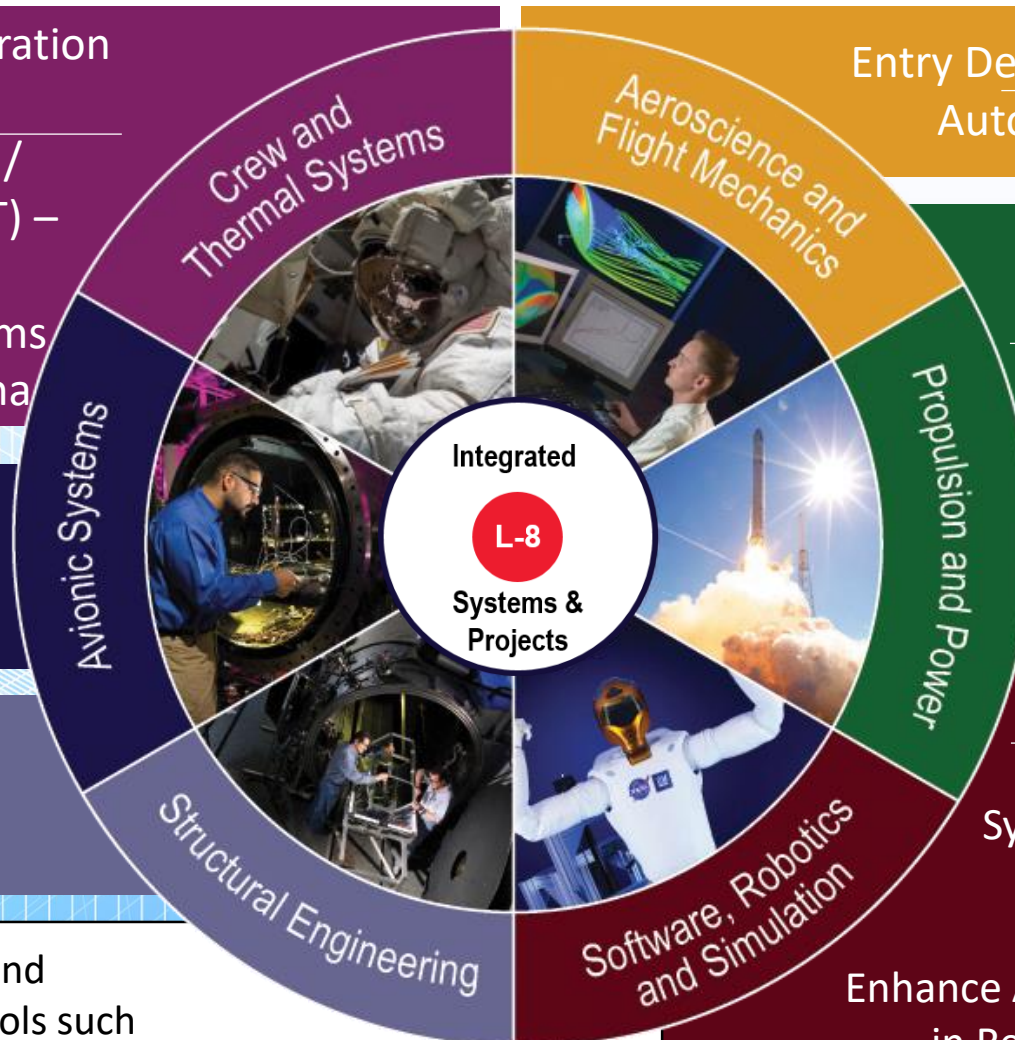 ration
/
T) –
ms
Entry De
Auto
Crew and
Thermal Systems
Aeroscience and
Flight Mechanics
Avionic Systems
Integrated
L-8
Systems &
Projects
Propulsion and Power
Structural Engineering
Software, Robotics
and Simulation
Sy
nd
ols such
Enhance A
in